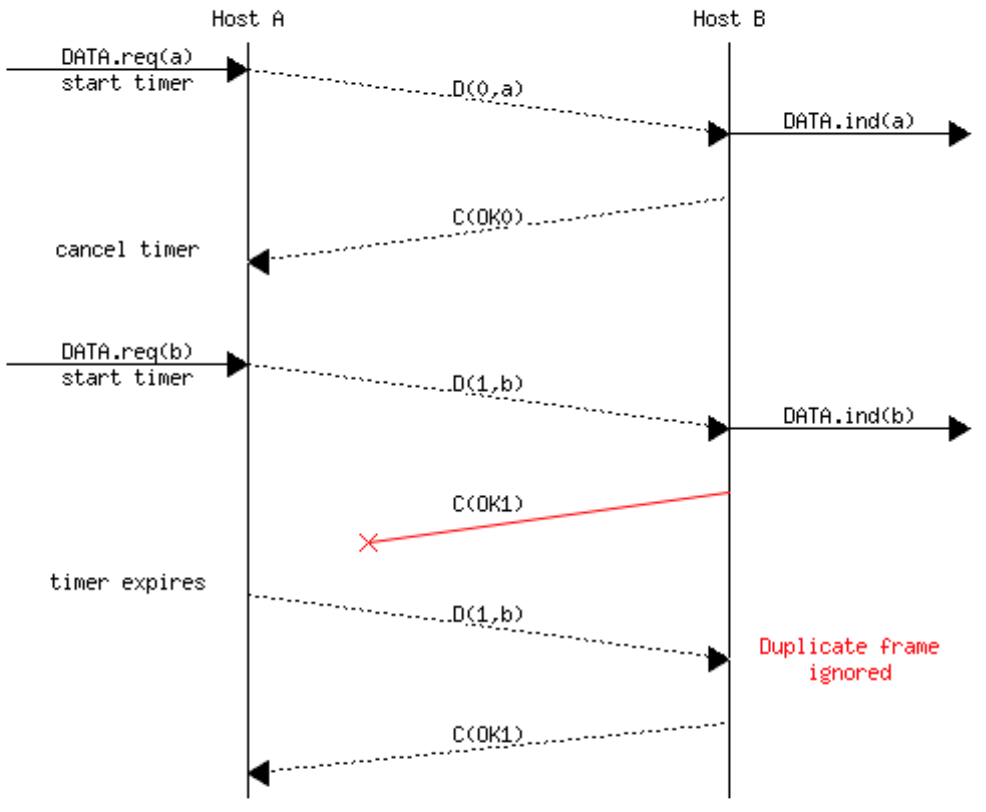 Host A
Host B
DATA.req(a)
start timer
D(0,a)
DATA.ind(a)
C(OK0)
cancel timer
DATA.req(b)
start timer
D(1,b)
DATA.ind(b)
C(OK1)
timer expires
D(1,b)
Duplicate frame
ignored
C(OK1)